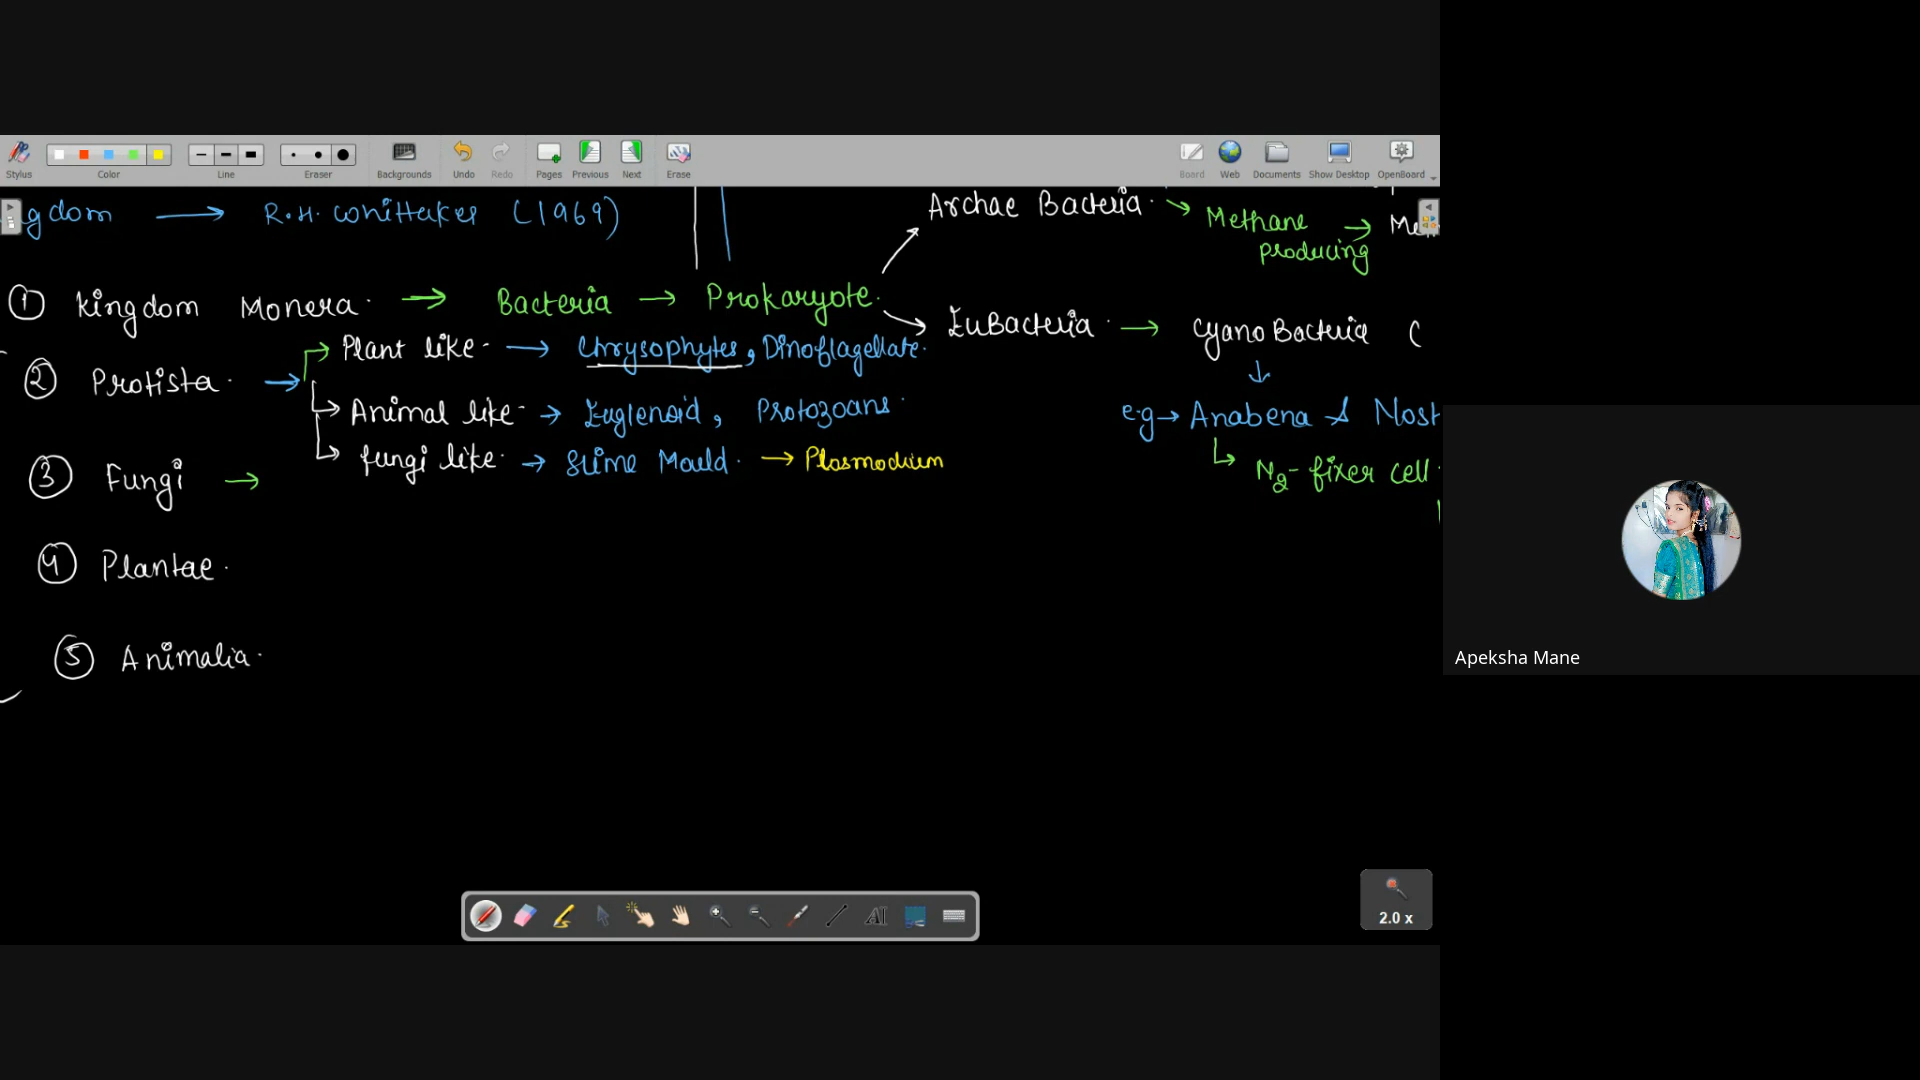 Stylus Color Line Eraser Backgrounds Undo Redo Pages Previous Next Erase Board Web Documents Show Desktop OpenBoard
gdom → R.H. Whittaker (1969)
Archae Bacteria. → Methane producing →
① Kingdom Monera. → Bacteria → Prokaryote.
EuBacteria. → Cyano Bacteria (
② Protista. →
Plant like - → Chrysophytes, Dinoflagellate.
Animal like - → Euglenoid, Protozoans.
fungi like. → Slime Mould. → Plasmodium
e.g → Anabena & Nost
N2- fixer cell.
③ Fungi →
④ Plantae.
⑤ Animalia.
2.0 x
Apeksha Mane